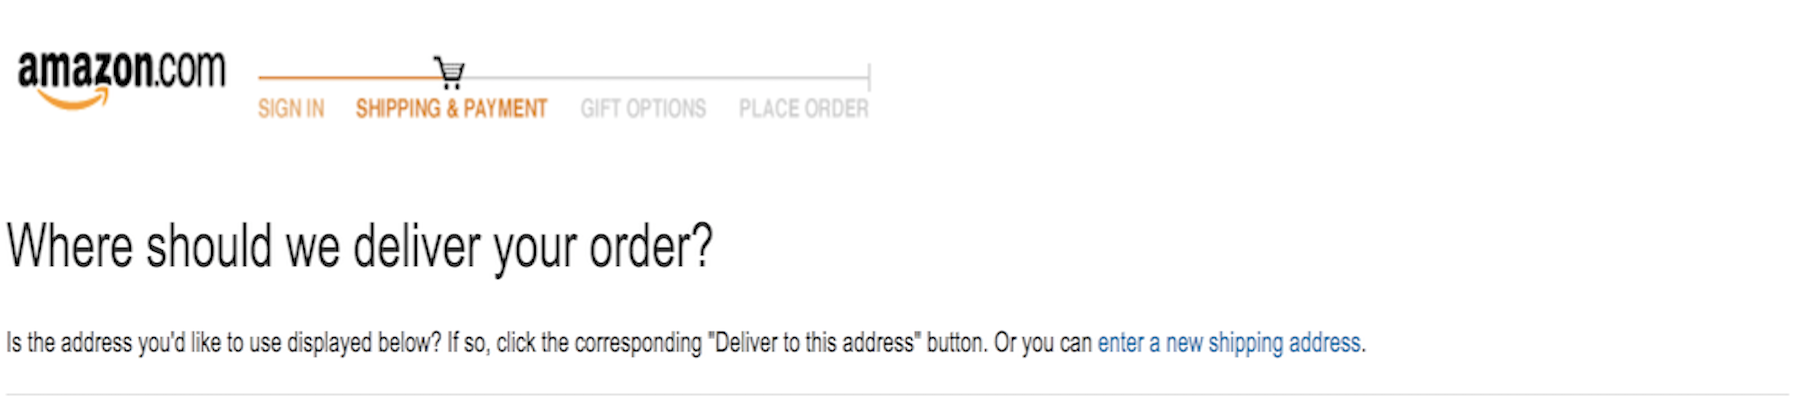 amazon.com
SIGN IN SHIPPING & PAYMENT GIFT OPTIONS PLACE ORDER
Where should we deliver your order?
Is the address you'd like to use displayed below? If so, click the corresponding "Deliver to this address" button. Or you can enter a new shipping address.